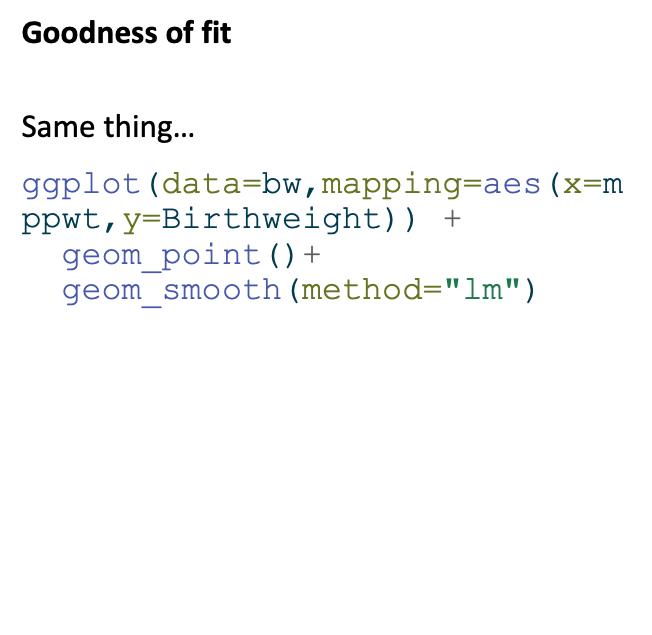 Goodness of fit
Same thing...
ggplot(data=bw,mapping=aes(x=m
ppwt,y=Birthweight)) +
  geom_point()+
  geom_smooth(method="lm")